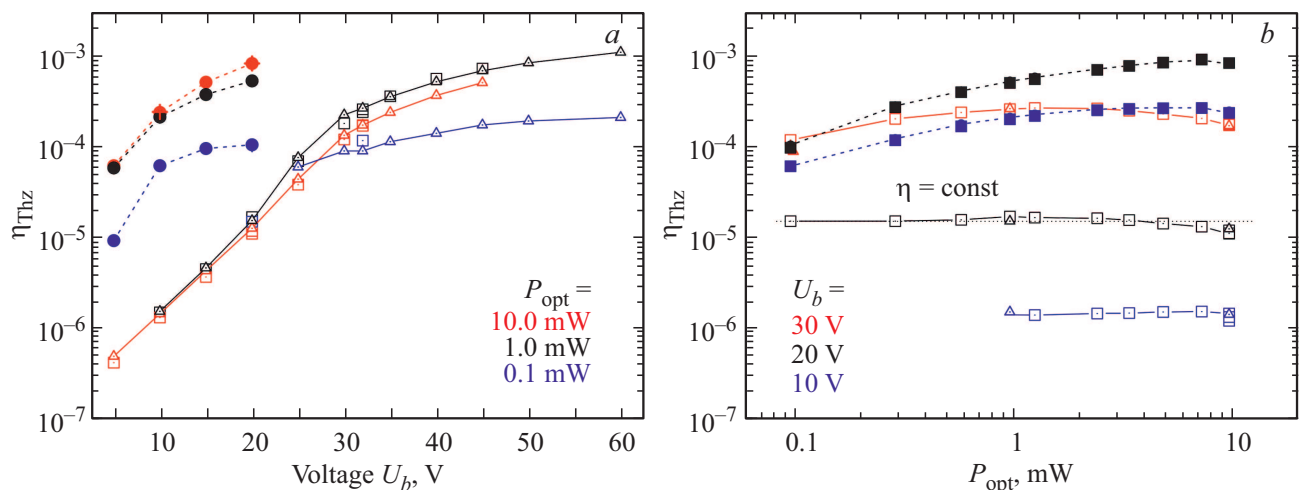 a
10⁻³
10⁻⁴
10⁻⁵
10⁻⁶
10⁻⁷
η_Thz
P_opt =
10.0 mW
1.0 mW
0.1 mW
10 20 30 40 50 60
Voltage U_b, V
b
10⁻³
10⁻⁴
10⁻⁵
10⁻⁶
10⁻⁷
η_Thz
η = const
U_b =
30 V
20 V
10 V
0.1 1 10
P_opt, mW